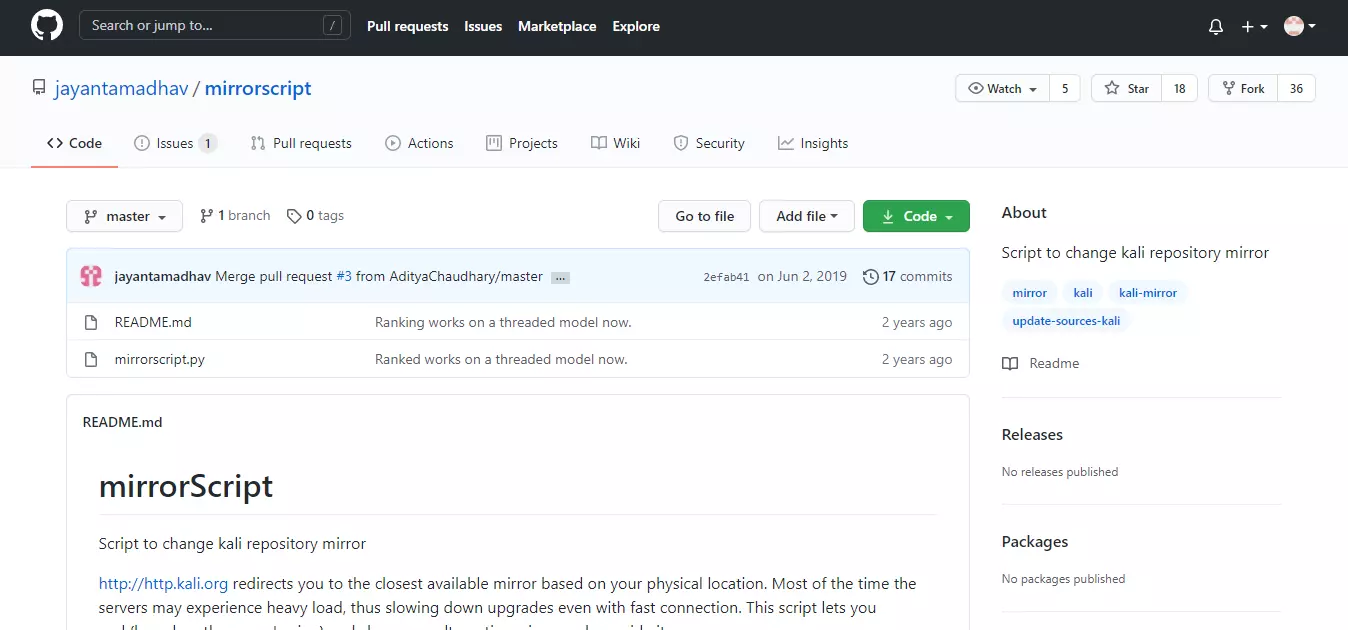 Search or jump to... /
Pull requests Issues Marketplace Explore
jayantamadhav / mirrorscript
Watch 5 Star 18 Fork 36
Code Issues 1 Pull requests Actions Projects Wiki Security Insights
master 1 branch 0 tags Go to file Add file Code
jayantamadhav Merge pull request #3 from AdityaChaudhary/master ... 2efab41 on Jun 2, 2019 17 commits
README.md Ranking works on a threaded model now. 2 years ago
mirrorscript.py Ranked works on a threaded model now. 2 years ago
README.md
mirrorScript
Script to change kali repository mirror
http://http.kali.org redirects you to the closest available mirror based on your physical location. Most of the time the
servers may experience heavy load, thus slowing down upgrades even with fast connection. This script lets you
About
Script to change kali repository mirror
mirror kali kali-mirror
update-sources-kali
Readme
Releases
No releases published
Packages
No packages published